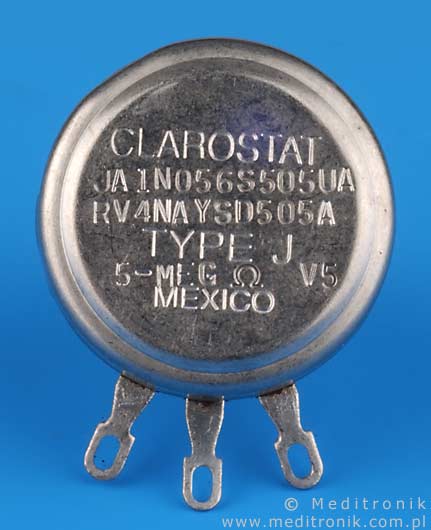 CLAROSTAT
JA1N056S505UA
RV4NAYSD505A
TYPE J
5-MEG Ω V5
MEXICO
© Meditronik
www.meditronik.com.pl